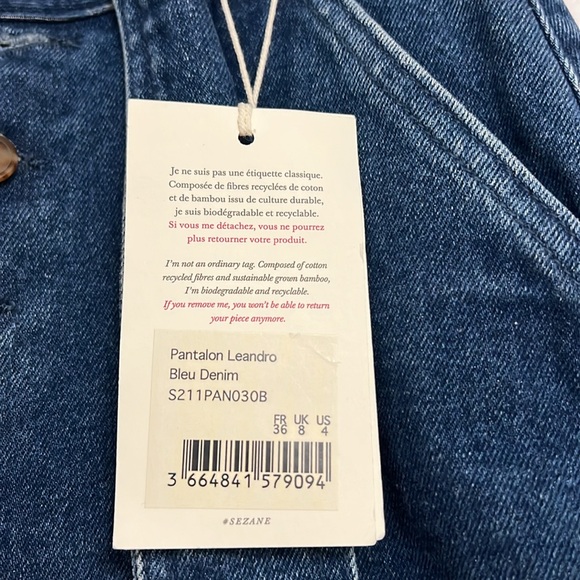 Je ne suis pas une étiquette classique.
Composée de fibres recyclées de coton
et de bambou issu de culture durable,
je suis biodégradable et recyclable.
Si vous me détachez, vous ne pourrez
plus retourner votre produit.
I'm not an ordinary tag. Composed of cotton
recycled fibres and sustainable grown bamboo,
I'm biodegradable and recyclable.
If you remove me, you won't be able to return
your piece anymore.
Pantalon Leandro
Bleu Denim
S211PAN030B
FR UK US
36 8 4
3 664841 579094
#SEZANE